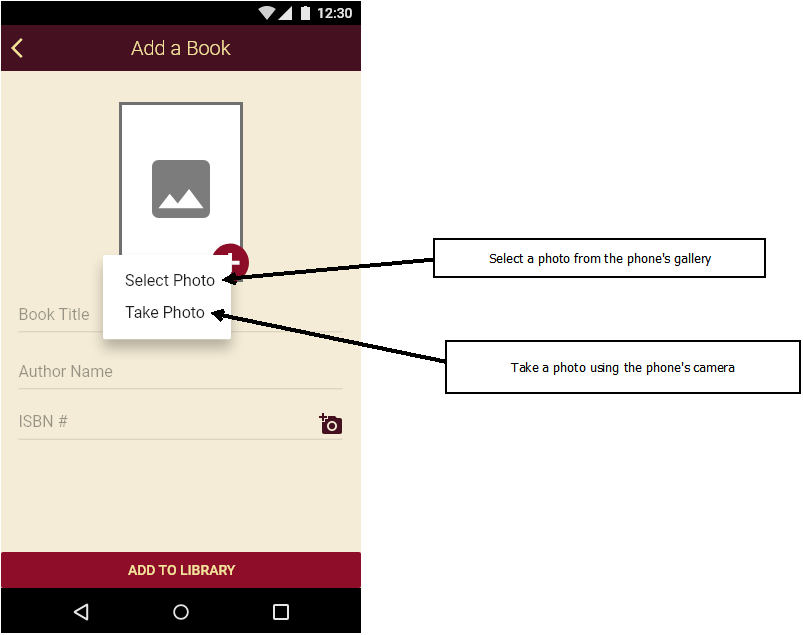 12:30
Add a Book
Select Photo
Take Photo
Book Title
Author Name
ISBN #
ADD TO LIBRARY
Select a photo from the phone's gallery
Take a photo using the phone's camera